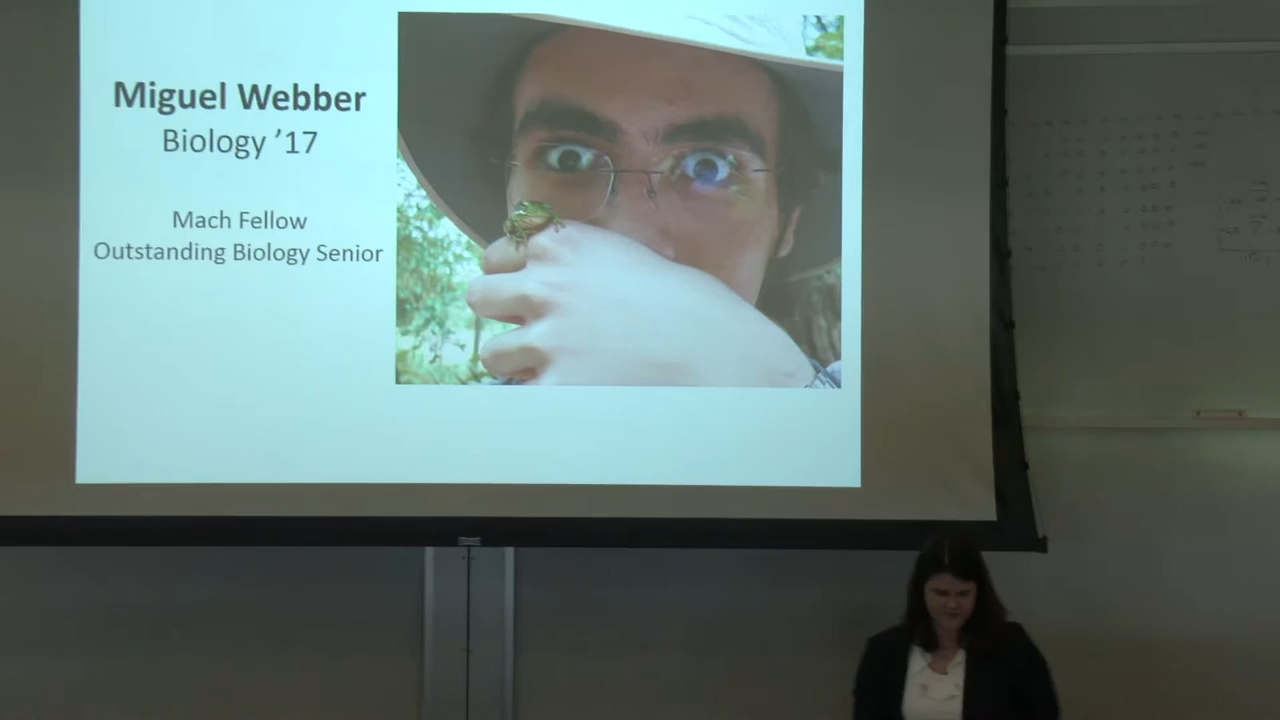 Miguel Webber
Biology ’17
Mach Fellow
Outstanding Biology Senior